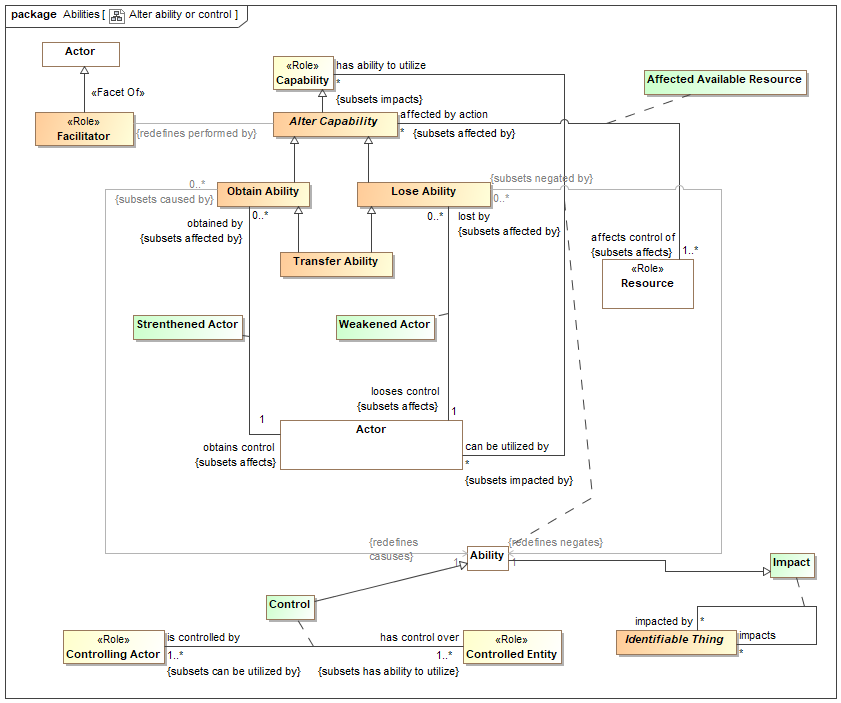 package Abilities [ Alter ability or control ]
Actor
«Facet Of»
«Role»
Facilitator
{redefines performed by}
«Role»
Capability
has ability to utilize
*
{subsets impacts}
Alter Capability
affected by action
*
{subsets affected by}
Affected Available Resource
0..*
{subsets caused by}
Obtain Ability
0..*
Lose Ability
0..*
{subsets negated by}
0..*
obtained by
{subsets affected by}
lost by
{subsets affected by}
Transfer Ability
affects control of
{subsets affects}
1..*
«Role»
Resource
Strenthened Actor
Weakened Actor
looses control
{subsets affects}
1
1
Actor
obtains control
{subsets affects}
can be utilized by
*
{subsets impacted by}
{redefines
casuses}
1
Ability
{redefines negates}
1
Impact
Control
«Role»
Controlling Actor
is controlled by
1..*
{subsets can be utilized by}
has control over
1..*
{subsets has ability to utilize}
«Role»
Controlled Entity
impacted by
*
Identifiable Thing
impacts
*